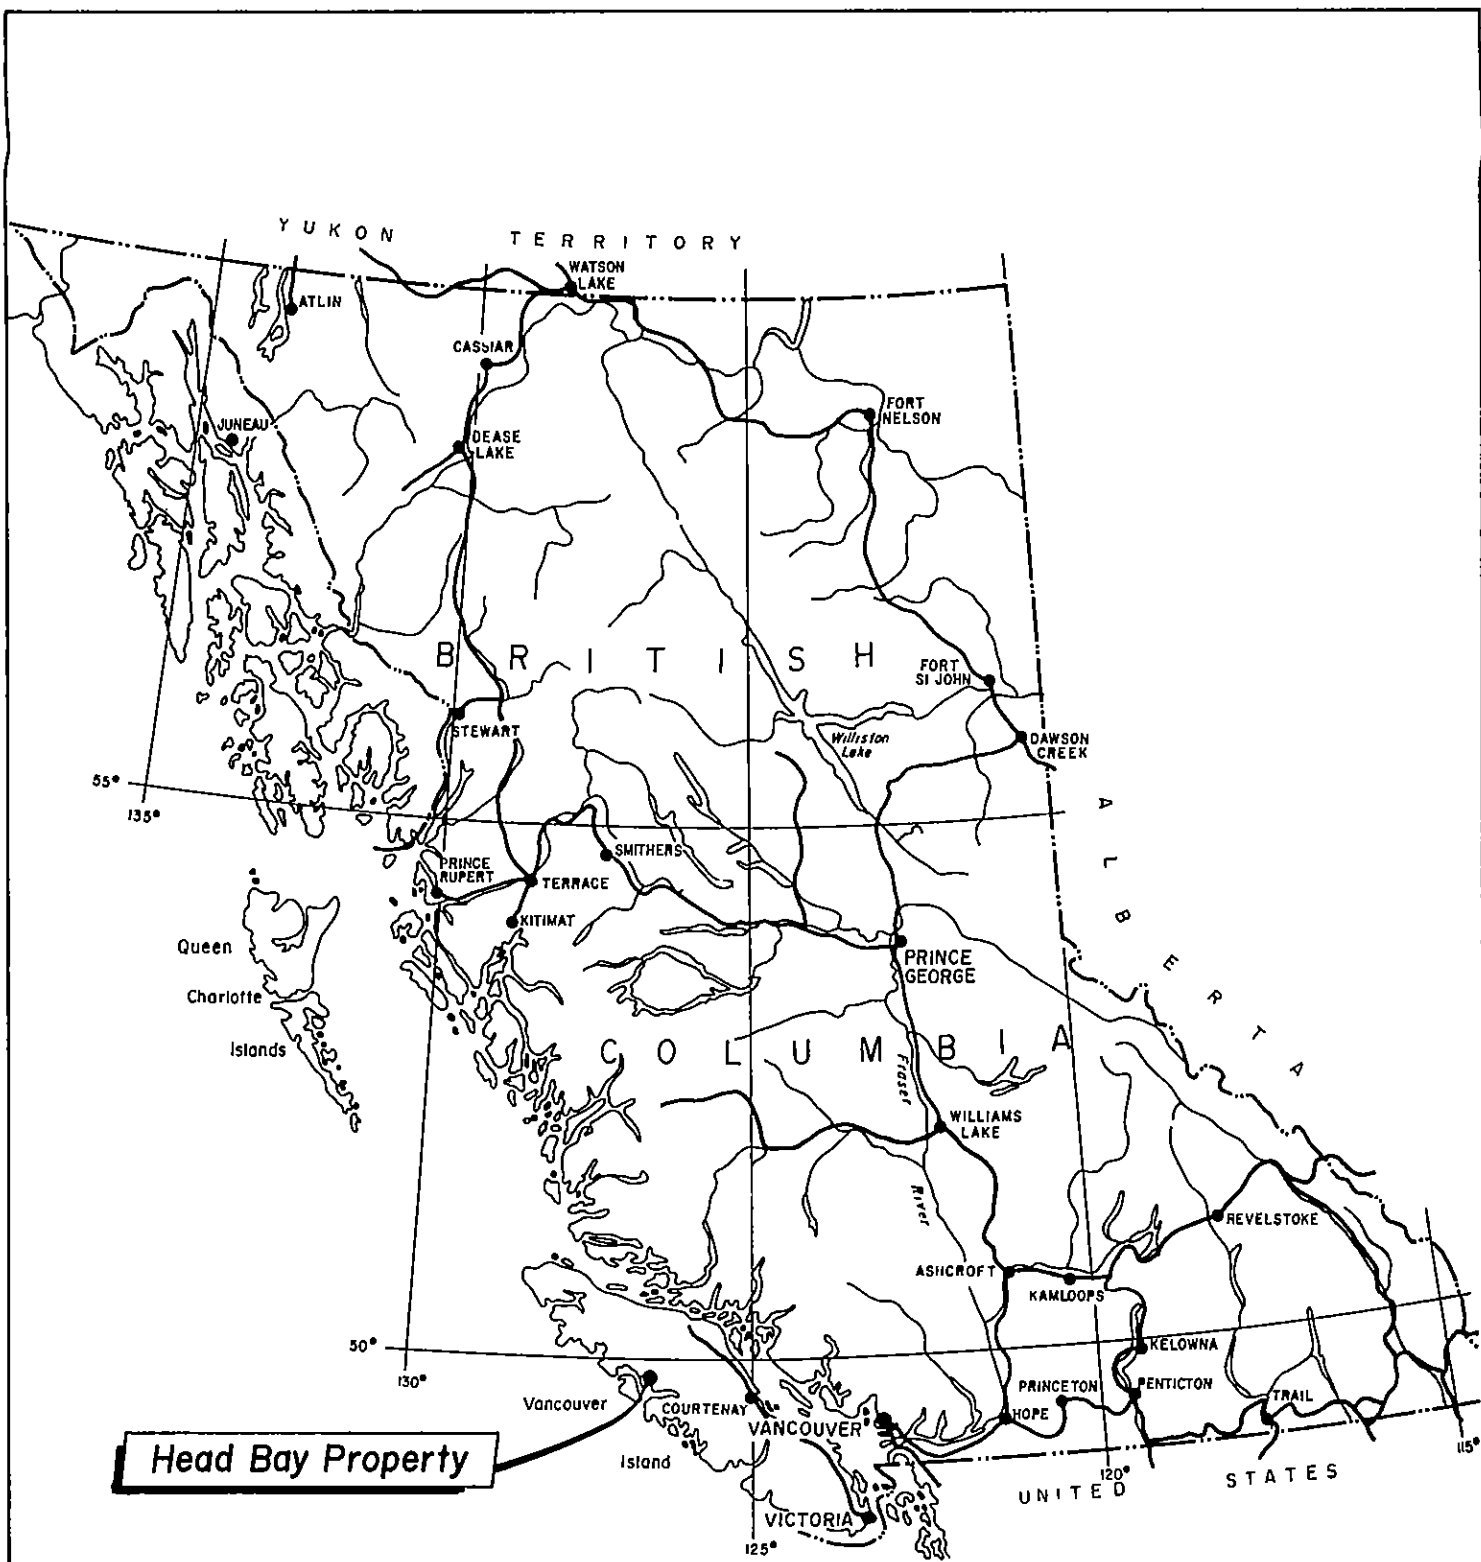 YUKON TERRITORY
WATSON
LAKE
ATLIN
CASSIAR
FORT
NELSON
JUNEAU
DEASE
LAKE
BRITISH
FORT
ST JOHN
STEWART
Williston
Lake
DAWSON
CREEK
55°
135°
ALBERTA
SMITHERS
PRINCE
RUPERT
TERRACE
KITIMAT
Queen
Charlotte
Islands
PRINCE
GEORGE
COLUMBIA
Fraser
River
WILLIAMS
LAKE
REVELSTOKE
ASHCROFT
KAMLOOPS
50°
130°
KELOWNA
PRINCETON
PENTICTON
TRAIL
HOPE
Vancouver
Island
COURTENAY
VANCOUVER
Head Bay Property
VICTORIA
125°
120°
115°
UNITED STATES